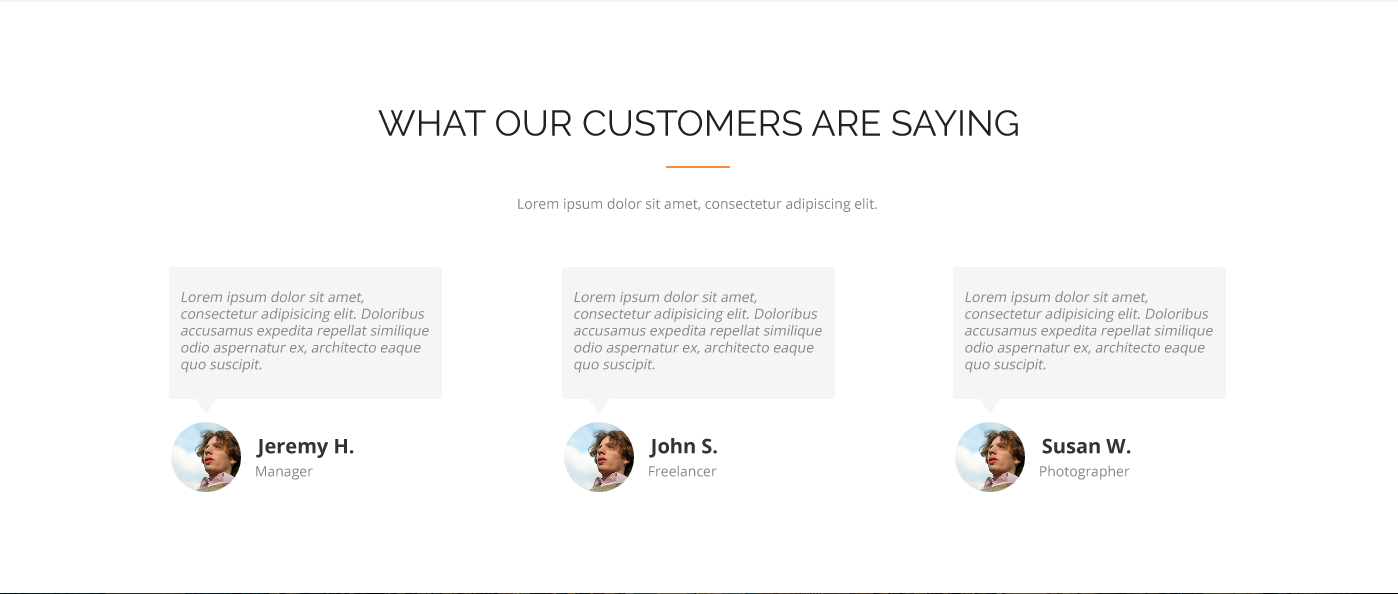 WHAT OUR CUSTOMERS ARE SAYING
Lorem ipsum dolor sit amet, consectetur adipiscing elit.
Lorem ipsum dolor sit amet,
consectetur adipisicing elit. Doloribus
accusamus expedita repellat similique
odio aspernatur ex, architecto eaque
quo suscipit.
Jeremy H.
Manager
Lorem ipsum dolor sit amet,
consectetur adipisicing elit. Doloribus
accusamus expedita repellat similique
odio aspernatur ex, architecto eaque
quo suscipit.
John S.
Freelancer
Lorem ipsum dolor sit amet,
consectetur adipisicing elit. Doloribus
accusamus expedita repellat similique
odio aspernatur ex, architecto eaque
quo suscipit.
Susan W.
Photographer